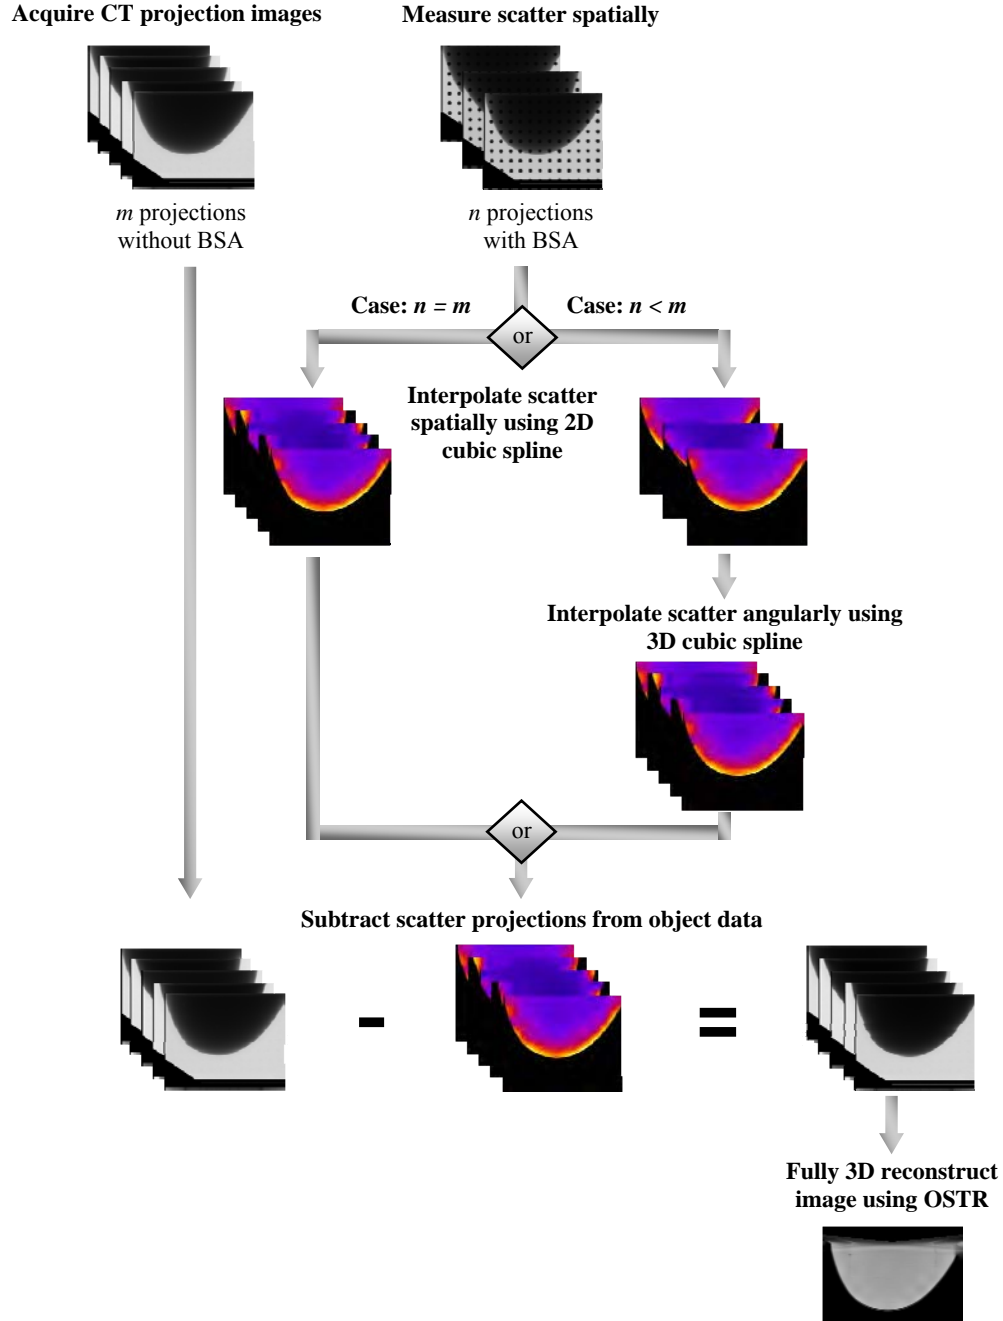 Acquire CT projection images
Measure scatter spatially
m projections
without BSA
n projections
with BSA
Case: n = m
Case: n < m
or
Interpolate scatter
spatially using 2D
cubic spline
Interpolate scatter angularly using
3D cubic spline
or
Subtract scatter projections from object data
-
=
Fully 3D reconstruct
image using OSTR